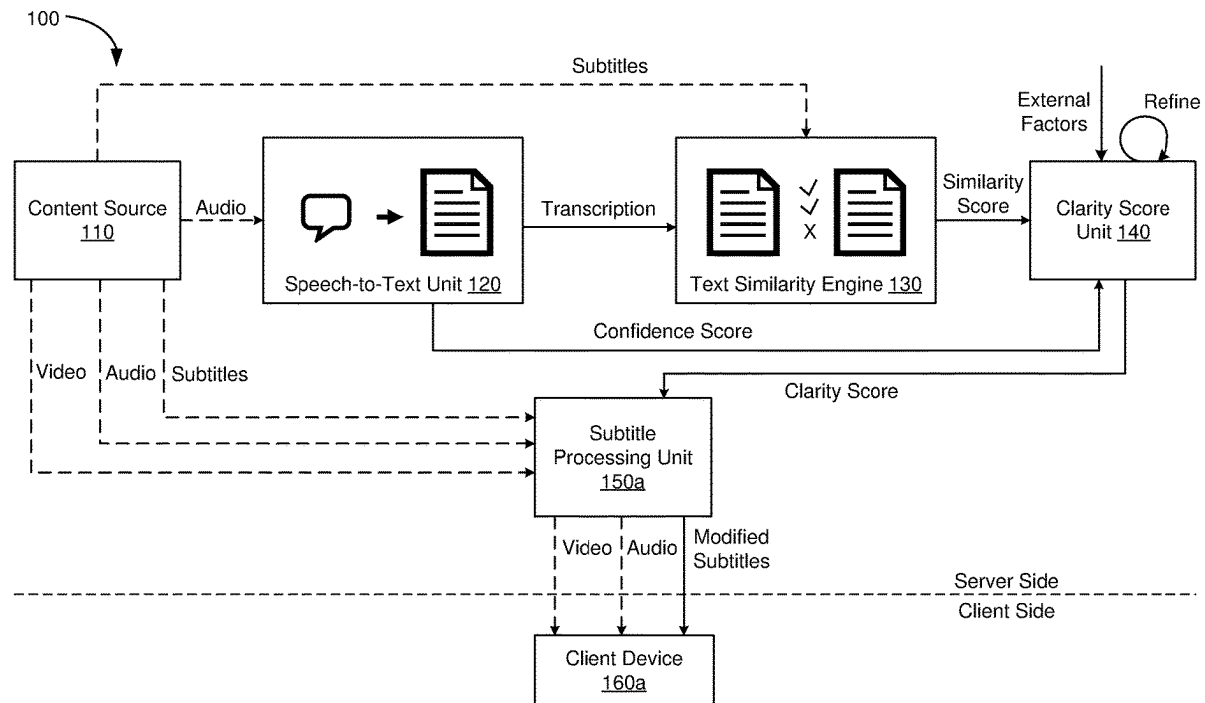 100
Subtitles
External
Factors
Refine
Content Source
110
Audio
Speech-to-Text Unit 120
Transcription
Text Similarity Engine 130
Similarity
Score
Clarity Score
Unit 140
Confidence Score
Clarity Score
Video
Audio
Subtitles
Subtitle
Processing Unit
150a
Video
Audio
Modified
Subtitles
Server Side
Client Side
Client Device
160a